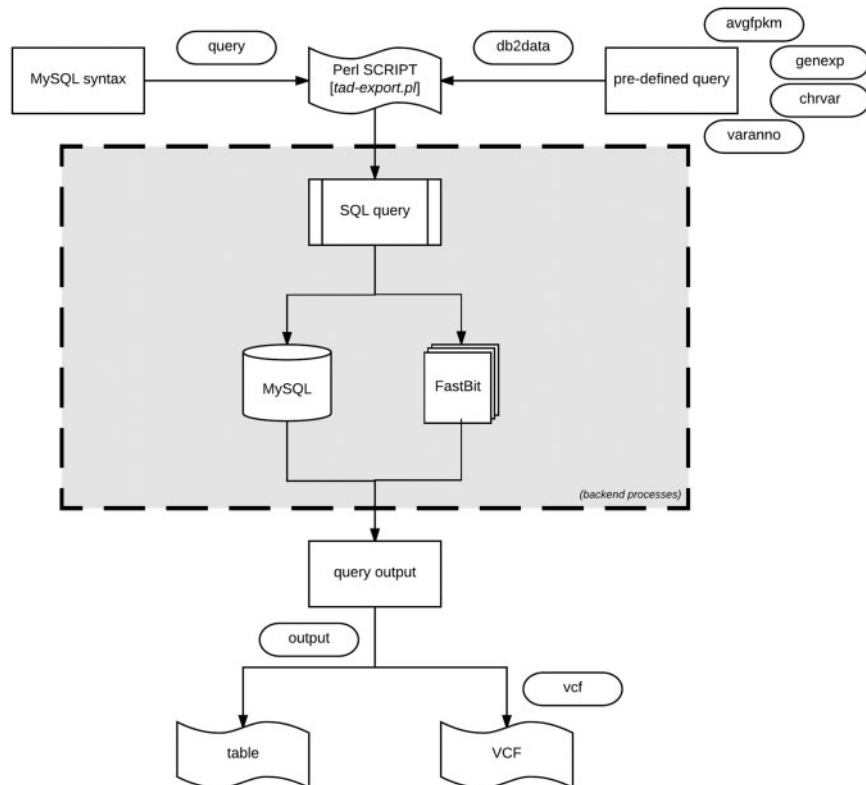 avgfpkm
query
db2data
genexp
MySQL syntax
Perl SCRIPT
[tad-export.pl]
pre-defined query
chrvar
varanno
SQL query
MySQL
FastBit
(backend processes)
query output
output
vcf
table
VCF